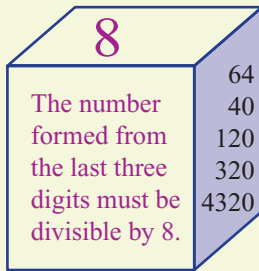 8
The number
formed from
the last three
digits must be
divisible by 8.
64
40
120
320
4320